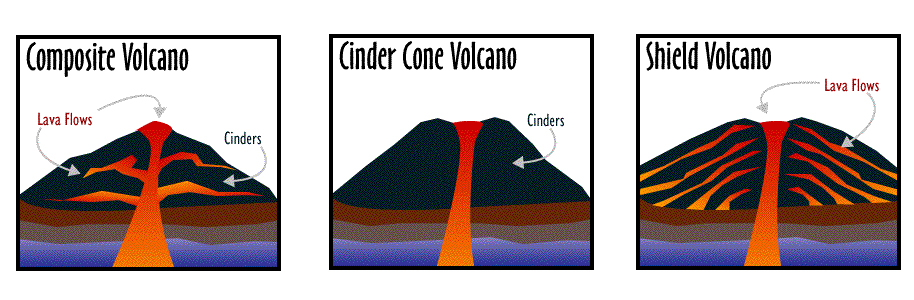 Composite Volcano
Lava Flows
Cinders
Cinder Cone Volcano
Cinders
Shield Volcano
Lava Flows